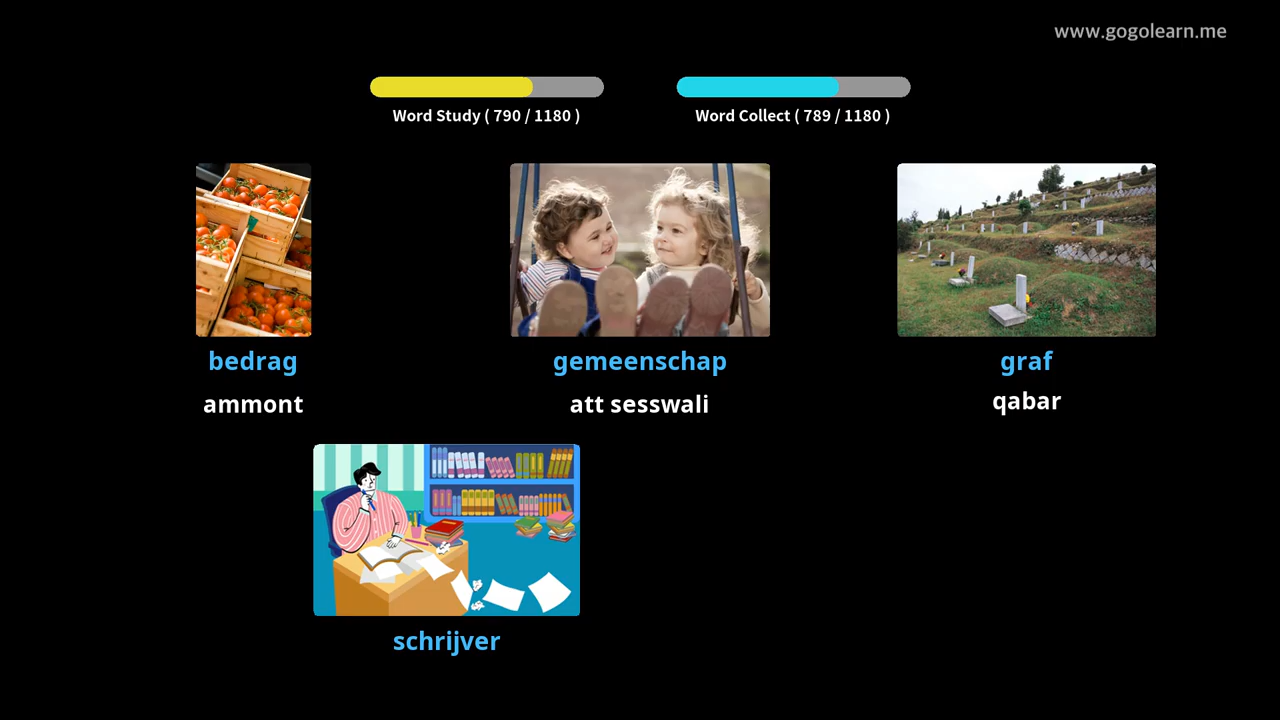 www.gogolearn.me
Word Study ( 790 / 1180 )
Word Collect ( 789 / 1180 )
bedrag
gemeenschap
graf
ammont
att sesswali
qabar
schrijver